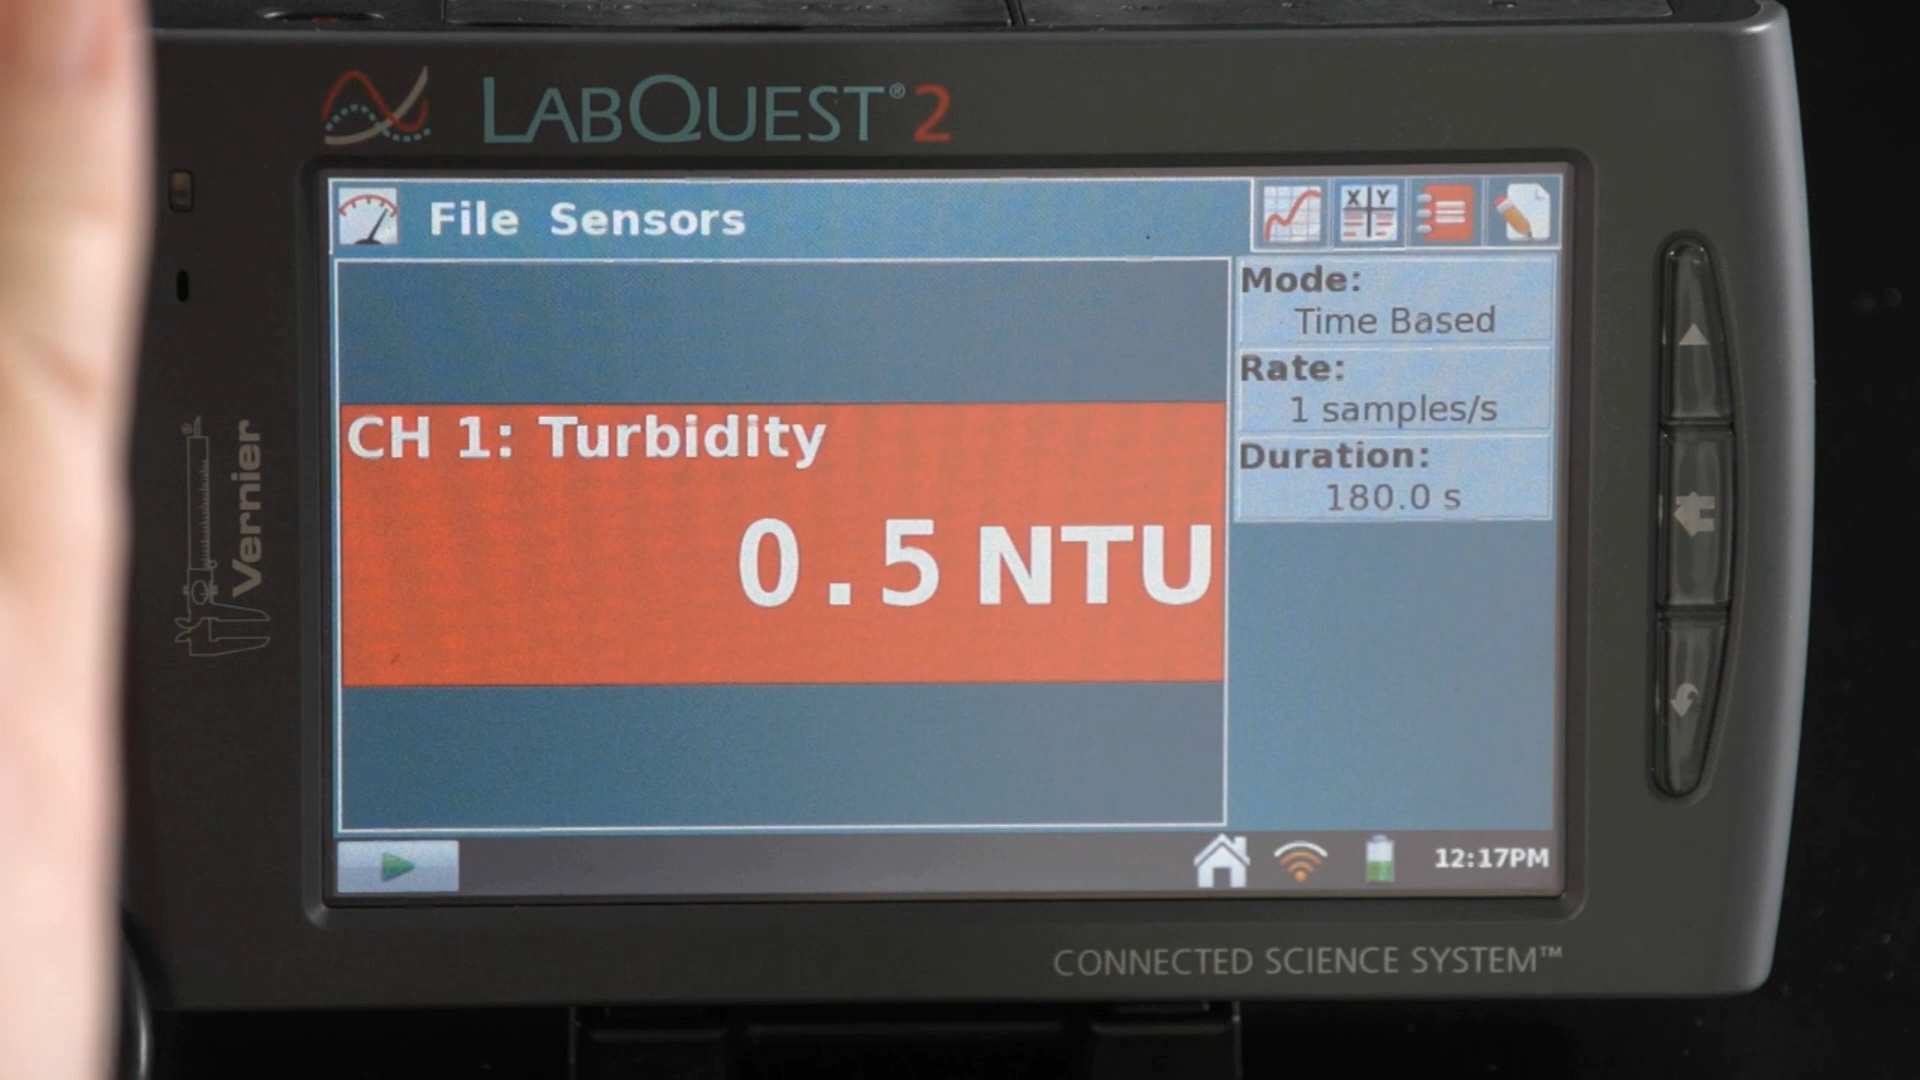 LABQUEST® 2
File Sensors
X Y
Mode:
Time Based
Rate:
1 samples/s
Duration:
180.0 s
CH 1: Turbidity
0.5 NTU
12:17PM
Vernier
CONNECTED SCIENCE SYSTEM™